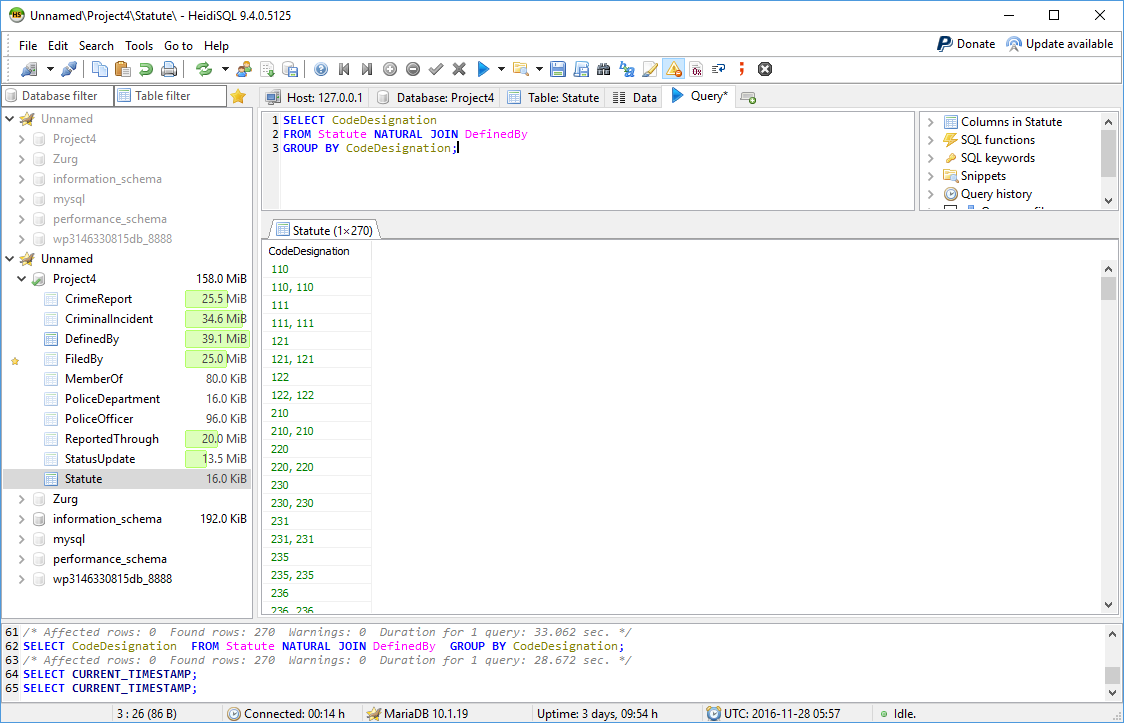 Unnamed\Project4\Statute\ - HeidiSQL 9.4.0.5125
File Edit Search Tools Go to Help
Donate Update available
Database filter Table filter
Host: 127.0.0.1 Database: Project4 Table: Statute Data Query*
Unnamed
Project4
Zurg
information_schema
mysql
performance_schema
wp3146330815db_8888
Unnamed
Project4 158.0 MiB
CrimeReport 25.5 MiB
CriminalIncident 34.6 MiB
DefinedBy 39.1 MiB
FiledBy 25.0 MiB
MemberOf 80.0 KiB
PoliceDepartment 16.0 KiB
PoliceOfficer 96.0 KiB
ReportedThrough 20.0 MiB
StatusUpdate 13.5 MiB
Statute 16.0 KiB
Zurg
information_schema 192.0 KiB
mysql
performance_schema
wp3146330815db_8888
1 SELECT CodeDesignation
2 FROM Statute NATURAL JOIN DefinedBy
3 GROUP BY CodeDesignation;
Columns in Statute
SQL functions
SQL keywords
Snippets
Query history
Statute (1×270)
CodeDesignation
110
110, 110
111
111, 111
121
121, 121
122
122, 122
210
210, 210
220
220, 220
230
230, 230
231
231, 231
235
235, 235
236
236, 236
61 /* Affected rows: 0 Found rows: 270 Warnings: 0 Duration for 1 query: 33.062 sec. */
62 SELECT CodeDesignation FROM Statute NATURAL JOIN DefinedBy GROUP BY CodeDesignation;
63 /* Affected rows: 0 Found rows: 270 Warnings: 0 Duration for 1 query: 28.672 sec. */
64 SELECT CURRENT_TIMESTAMP;
65 SELECT CURRENT_TIMESTAMP;
3 : 26 (86 B) Connected: 00:14 h MariaDB 10.1.19 Uptime: 3 days, 09:54 h UTC: 2016-11-28 05:57 Idle.